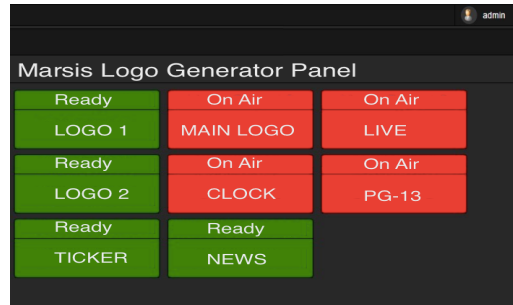 admin
Marsis Logo Generator Panel
Ready
On Air
On Air
LOGO 1
MAIN LOGO
LIVE
Ready
On Air
On Air
LOGO 2
CLOCK
PG-13
Ready
Ready
TICKER
NEWS